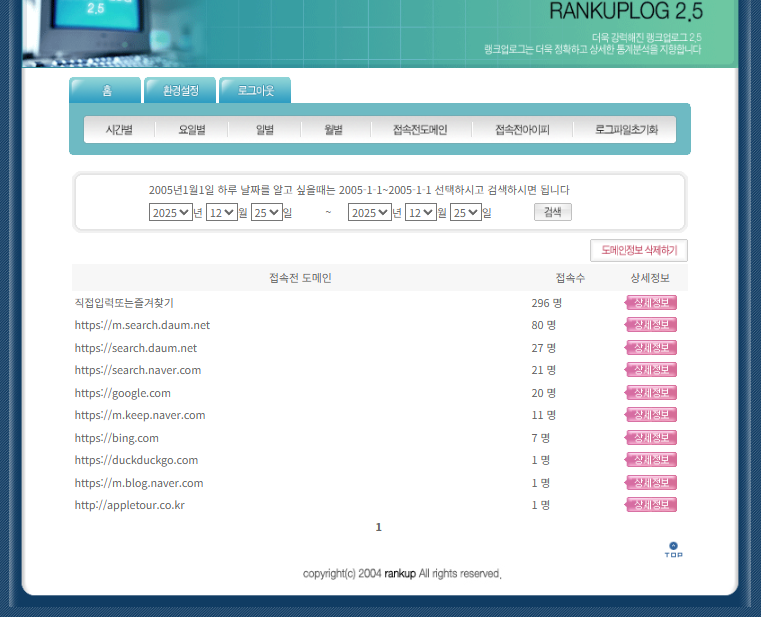 2.5
RANKUPLOG 2.5
더욱 강력해진 랭크업로그 2.5
랭크업로그는 더욱 정확하고 상세한 통계분석을 지향합니다
홈 환경설정 로그아웃
시간별 요일별 일별 월별 접속전도메인 접속전아이피 로그파일초기화
2005년1월1일 하루 날짜를 알고 싶을때는 2005-1-1~2005-1-1 선택하시고 검색하시면 됩니다
2025 년 12 월 25 일 ~ 2025 년 12 월 25 일 검색
도메인정보 삭제하기
접속전 도메인 접속수 상세정보
직접입력또는즐겨찾기 296 명 상세정보
https://m.search.daum.net 80 명 상세정보
https://search.daum.net 27 명 상세정보
https://search.naver.com 21 명 상세정보
https://google.com 20 명 상세정보
https://m.keep.naver.com 11 명 상세정보
https://bing.com 7 명 상세정보
https://duckduckgo.com 1 명 상세정보
https://m.blog.naver.com 1 명 상세정보
http://appletour.co.kr 1 명 상세정보
1
TOP
copyright(c) 2004 rankup All rights reserved,